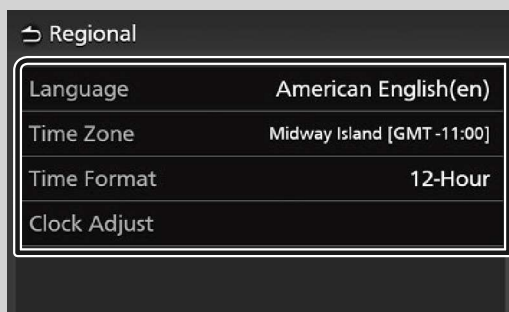 Regional
Language American English(en)
Time Zone Midway Island [GMT -11:00]
Time Format 12-Hour
Clock Adjust